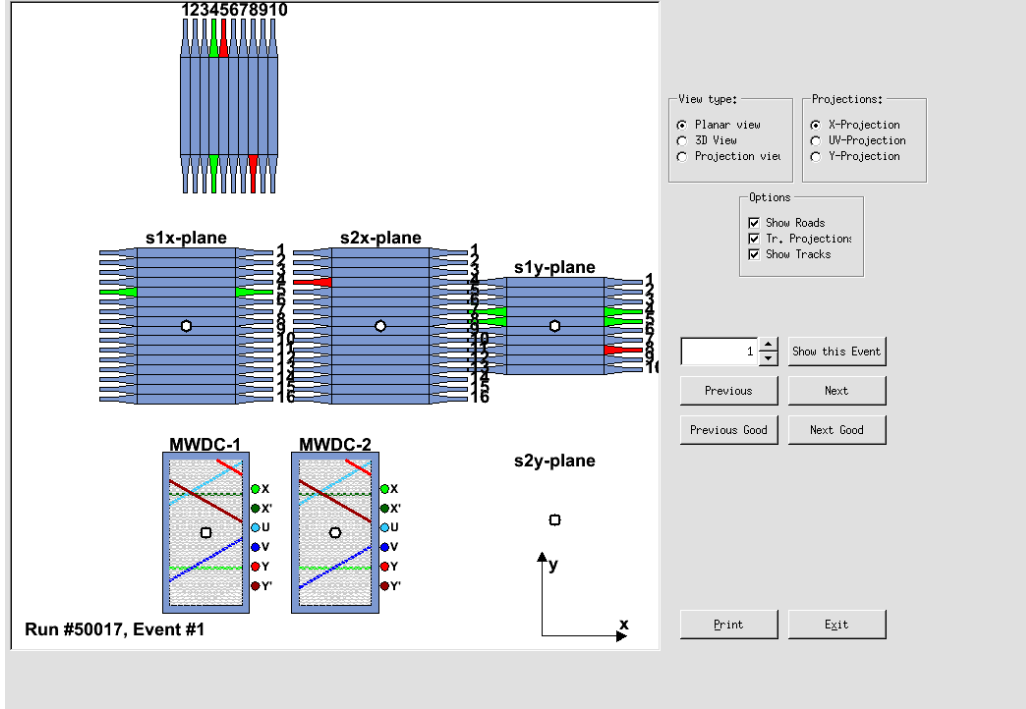 12345678910
View type:
Planar view
3D View
Projection view
Projections:
X-Projection
UV-Projection
Y-Projection
Options
Show Roads
Tr. Projections
Show Tracks
s1x-plane
1
2
3
4
5
6
7
8
9
10
11
12
13
14
15
16
s2x-plane
1
2
3
4
5
6
7
8
9
10
11
12
13
14
15
16
s1y-plane
1
2
3
4
5
6
7
8
9
10
1
Show this Event
Previous
Next
Previous Good
Next Good
MWDC-1
X
X'
U
V
Y
Y'
MWDC-2
X
X'
U
V
Y
Y'
s2y-plane
y
x
Run #50017, Event #1
Print
Exit